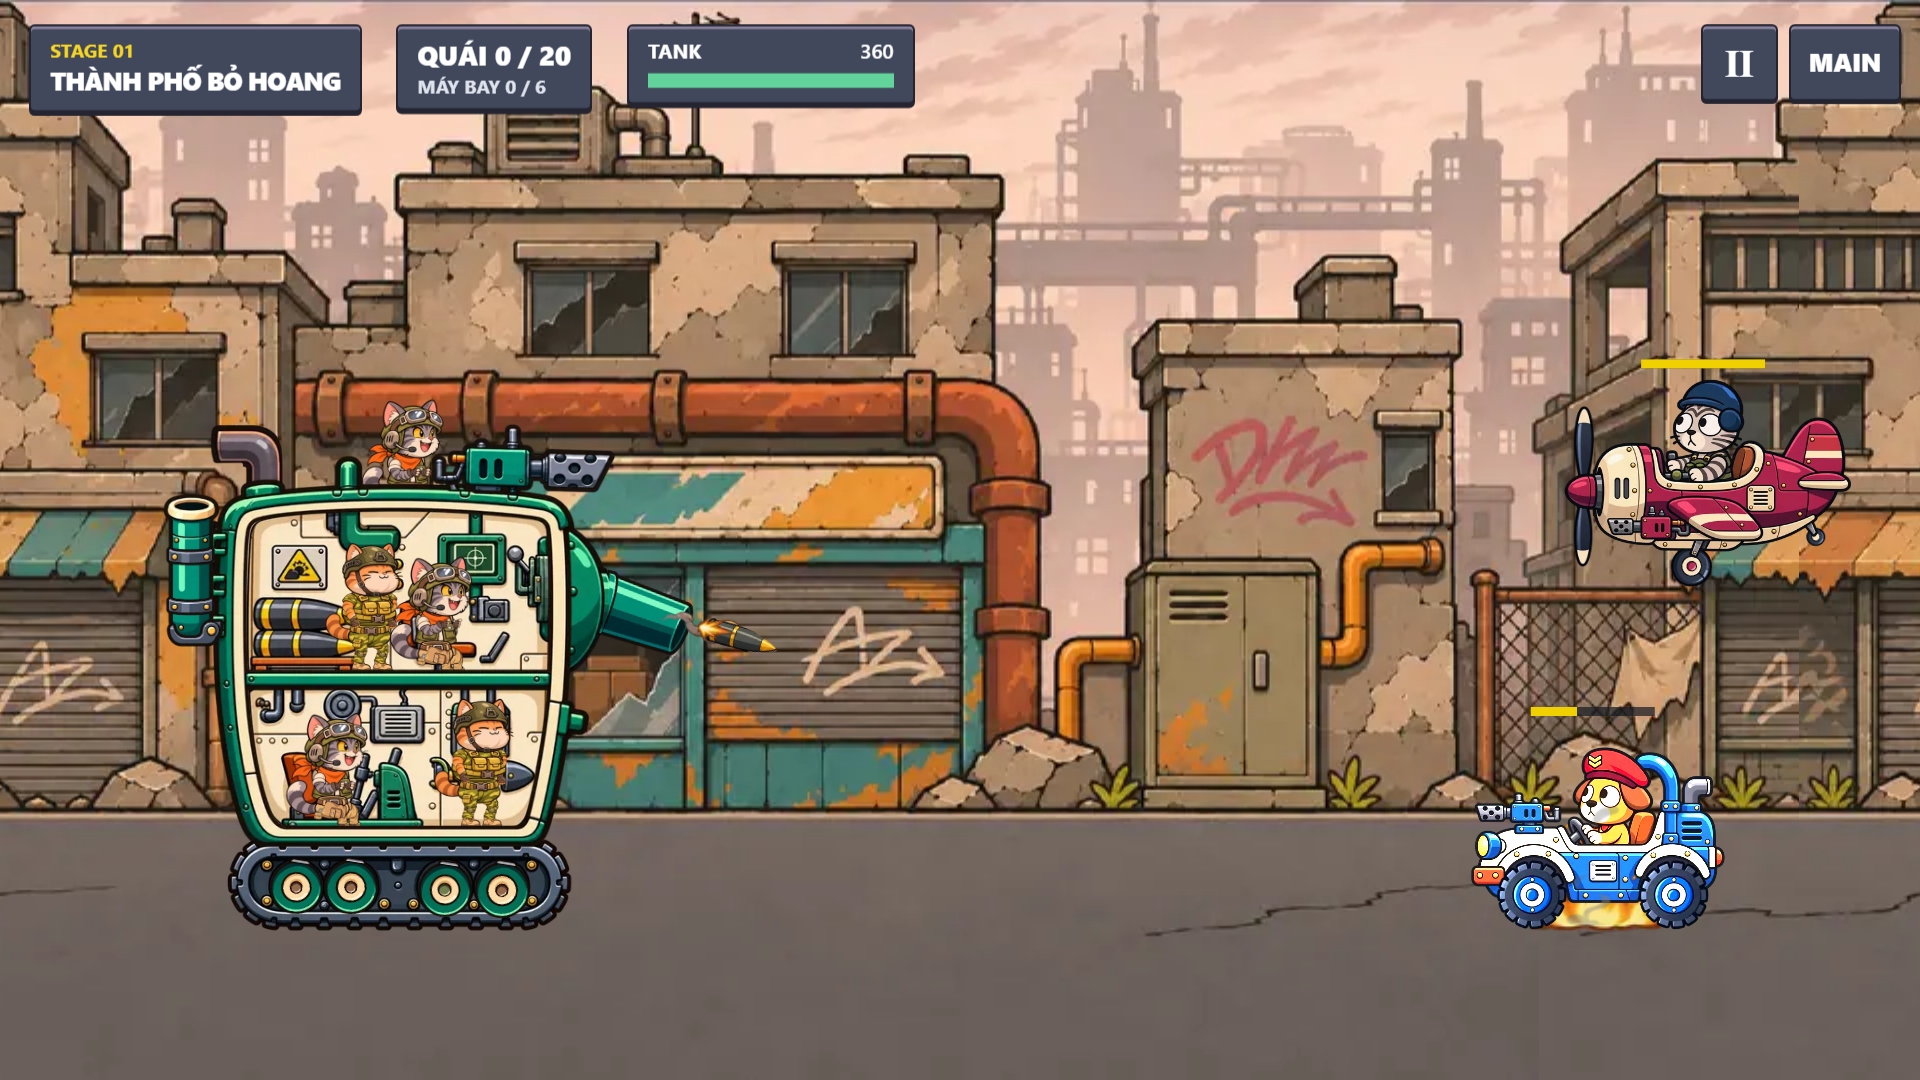 STAGE 01
THÀNH PHỐ BỎ HOANG
QUÁI 0 / 20
MÁY BAY 0 / 6
TANK 360
II
MAIN